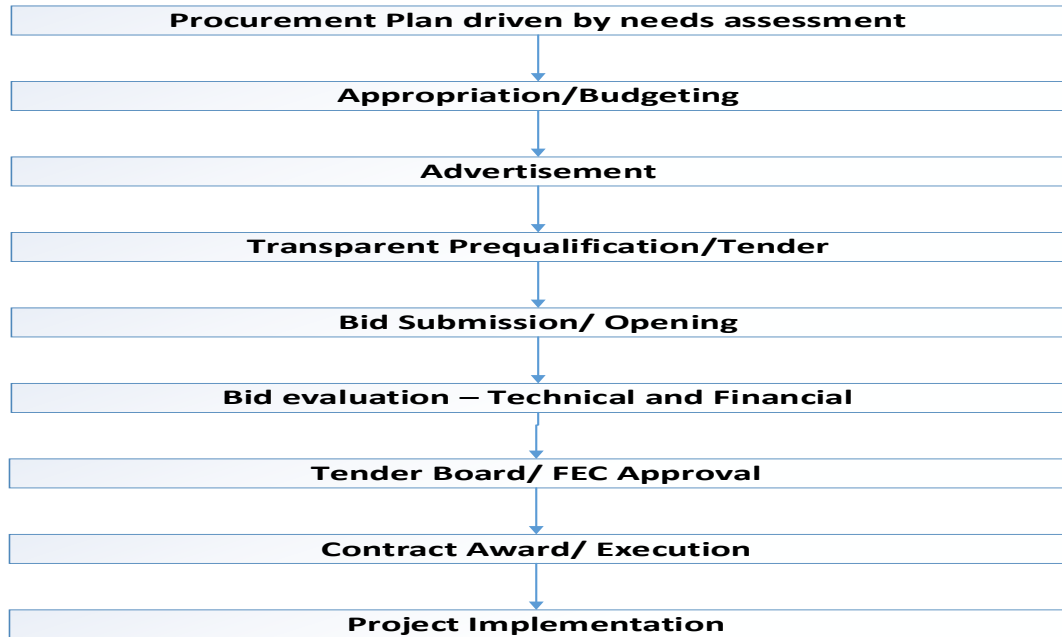 Procurement Plan driven by needs assessment
Appropriation/Budgeting
Advertisement
Transparent Prequalification/Tender
Bid Submission/ Opening
Bid evaluation – Technical and Financial
Tender Board/ FEC Approval
Contract Award/ Execution
Project Implementation